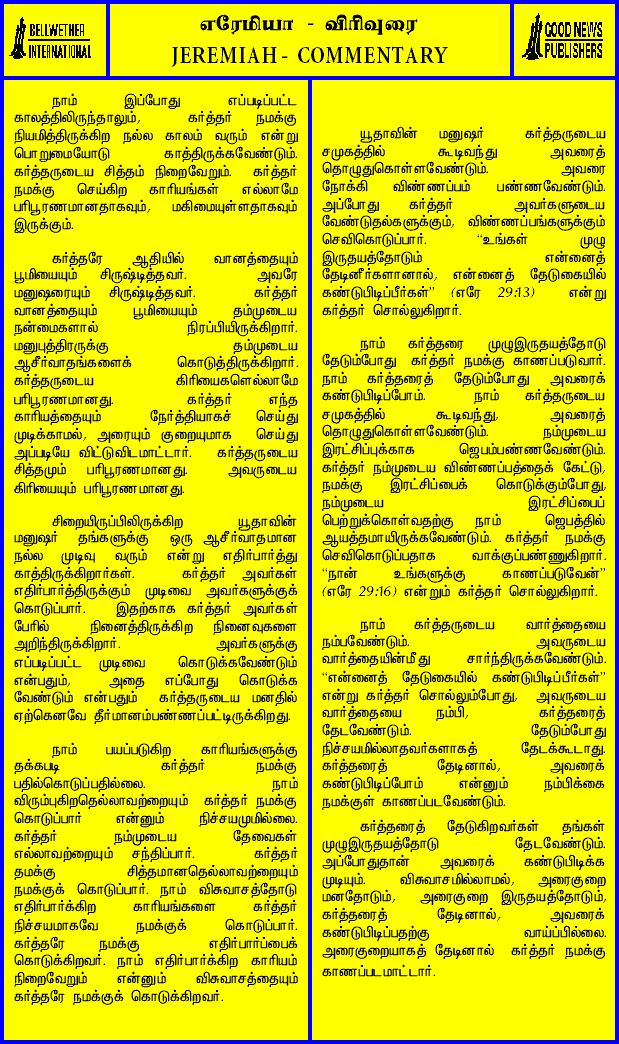 BELLWETHER
INTERNATIONAL
எரேமியா - விரிவுரை
JEREMIAH - COMMENTARY
GOOD NEWS
PUBLISHERS
நாம் இப்போது எப்படிப்பட்ட
காலத்திலிருந்தாலும், கர்த்தர் நமக்கு
நியமித்திருக்கிற நல்ல காலம் வரும் என்று
பொறுமையோடு காத்திருக்கவேண்டும்.
கர்த்தருடைய சித்தம் நிறைவேறும். கர்த்தர்
நமக்கு செய்கிற காரியங்கள் எல்லாமே
பரிபூரணமானதாகவும், மகிமையுள்ளதாகவும்
இருக்கும்.
கர்த்தரே ஆதியில் வானத்தையும்
பூமியையும் சிருஷ்டித்தவர். அவரே
மனுஷரையும் சிருஷ்டித்தவர். கர்த்தர்
வானத்தையும் பூமியையும் தம்முடைய
நன்மைகளால் நிரப்பியிருக்கிறார்.
மனுபுத்திரருக்கு தம்முடைய
ஆசீர்வாதங்களைக் கொடுத்திருக்கிறார்.
கர்த்தருடைய கிரியைகளெல்லாமே
பரிபூரணமானது. கர்த்தர் எந்த
காரியத்தையும் நேர்த்தியாகச் செய்து
முடிக்காமல், அரையும் குறையுமாக செய்து
அப்படியே விட்டுவிடமாட்டார். கர்த்தருடைய
சித்தமும் பரிபூரணமானது. அவருடைய
கிரியையும் பரிபூரணமானது.
சிறையிருப்பிலிருக்கிற யூதாவின்
மனுஷர் தங்களுக்கு ஒரு ஆசீர்வாதமான
நல்ல முடிவு வரும் என்று எதிர்பார்த்து
காத்திருக்கிறார்கள். கர்த்தர் அவர்கள்
எதிர்பார்த்திருக்கும் முடிவை அவர்களுக்குக்
கொடுப்பார். இதற்காக கர்த்தர் அவர்கள்
பேரில் நினைத்திருக்கிற நினைவுகளை
அறிந்திருக்கிறார். அவர்களுக்கு
எப்படிப்பட்ட முடிவை கொடுக்கவேண்டும்
என்பதும், அதை எப்போது கொடுக்க
வேண்டும் என்பதும் கர்த்தருடைய மனதில்
ஏற்கெனவே தீர்மானம்பண்ணப்பட்டிருக்கிறது.
நாம் பயப்படுகிற காரியங்களுக்கு
தக்கபடி கர்த்தர் நமக்கு
பதில்கொடுப்பதில்லை. நாம்
விரும்புகிறதெல்லாவற்றையும் கர்த்தர் நமக்கு
கொடுப்பார் என்னும் நிச்சயமுமில்லை.
கர்த்தர் நம்முடைய தேவைகள்
எல்லாவற்றையும் சந்திப்பார். கர்த்தர்
தமக்கு சித்தமானதெல்லாவற்றையும்
நமக்குக் கொடுப்பார். நாம் விசுவாசத்தோடு
எதிர்பார்க்கிற காரியங்களை கர்த்தர்
நிச்சயமாகவே நமக்குக் கொடுப்பார்.
கர்த்தரே நமக்கு எதிர்பார்ப்பைக்
கொடுக்கிறவர். நாம் எதிர்பார்க்கிற காரியம்
நிறைவேறும் என்னும் விசுவாசத்தையும்
கர்த்தரே நமக்குக் கொடுக்கிறவர்.
யூதாவின் மனுஷர் கர்த்தருடைய
சமுகத்தில் கூடிவந்து அவரைத்
தொழுதுகொள்ளவேண்டும். அவரை
நோக்கி விண்ணப்பம் பண்ணவேண்டும்.
அப்போது கர்த்தர் அவர்களுடைய
வேண்டுதல்களுக்கும், விண்ணப்பங்களுக்கும்
செவிகொடுப்பார். “உங்கள் முழு
இருதயத்தோடும் என்னைத்
தேடினீர்களானால், என்னைத் தேடுகையில்
கண்டுபிடிப்பீர்கள்” (எரே 29:13) என்று
கர்த்தர் சொல்லுகிறார்.
நாம் கர்த்தரை முழுஇருதயத்தோடு
தேடும்போது கர்த்தர் நமக்கு காணப்படுவார்.
நாம் கர்த்தரைத் தேடும்போது அவரைக்
கண்டுபிடிப்போம். நாம் கர்த்தருடைய
சமுகத்தில் கூடிவந்து, அவரைத்
தொழுதுகொள்ளவேண்டும். நம்முடைய
இரட்சிப்புக்காக ஜெபம்பண்ணவேண்டும்.
கர்த்தர் நம்முடைய விண்ணப்பத்தைக் கேட்டு,
நமக்கு இரட்சிப்பைக் கொடுக்கும்போது,
நம்முடைய இரட்சிப்பைப்
பெற்றுக்கொள்வதற்கு நாம் ஜெபத்தில்
ஆயத்தமாயிருக்கவேண்டும். கர்த்தர் நமக்கு
செவிகொடுப்பதாக வாக்குப்பண்ணுகிறார்.
“நான் உங்களுக்கு காணப்படுவேன்”
(எரே 29:16) என்றும் கர்த்தர் சொல்லுகிறார்.
நாம் கர்த்தருடைய வார்த்தையை
நம்பவேண்டும். அவருடைய
வார்த்தையின்மீது சார்ந்திருக்கவேண்டும்.
“என்னைத் தேடுகையில் கண்டுபிடிப்பீர்கள்”
என்று கர்த்தர் சொல்லும்போது, அவருடைய
வார்த்தையை நம்பி, கர்த்தரைத்
தேடவேண்டும். தேடும்போது
நிச்சயமில்லாதவர்களாகத் தேடக்கூடாது.
கர்த்தரைத் தேடினால், அவரைக்
கண்டுபிடிப்போம் என்னும் நம்பிக்கை
நமக்குள் காணப்படவேண்டும்.
கர்த்தரைத் தேடுகிறவர்கள் தங்கள்
முழுஇருதயத்தோடு தேடவேண்டும்.
அப்போதுதான் அவரைக் கண்டுபிடிக்க
முடியும். விசுவாசமில்லாமல், அரைகுறை
மனதோடும், அரைகுறை இருதயத்தோடும்,
கர்த்தரைத் தேடினால், அவரைக்
கண்டுபிடிப்பதற்கு வாய்ப்பில்லை.
அரைகுறையாகத் தேடினால் கர்த்தர் நமக்கு
காணப்படமாட்டார்.